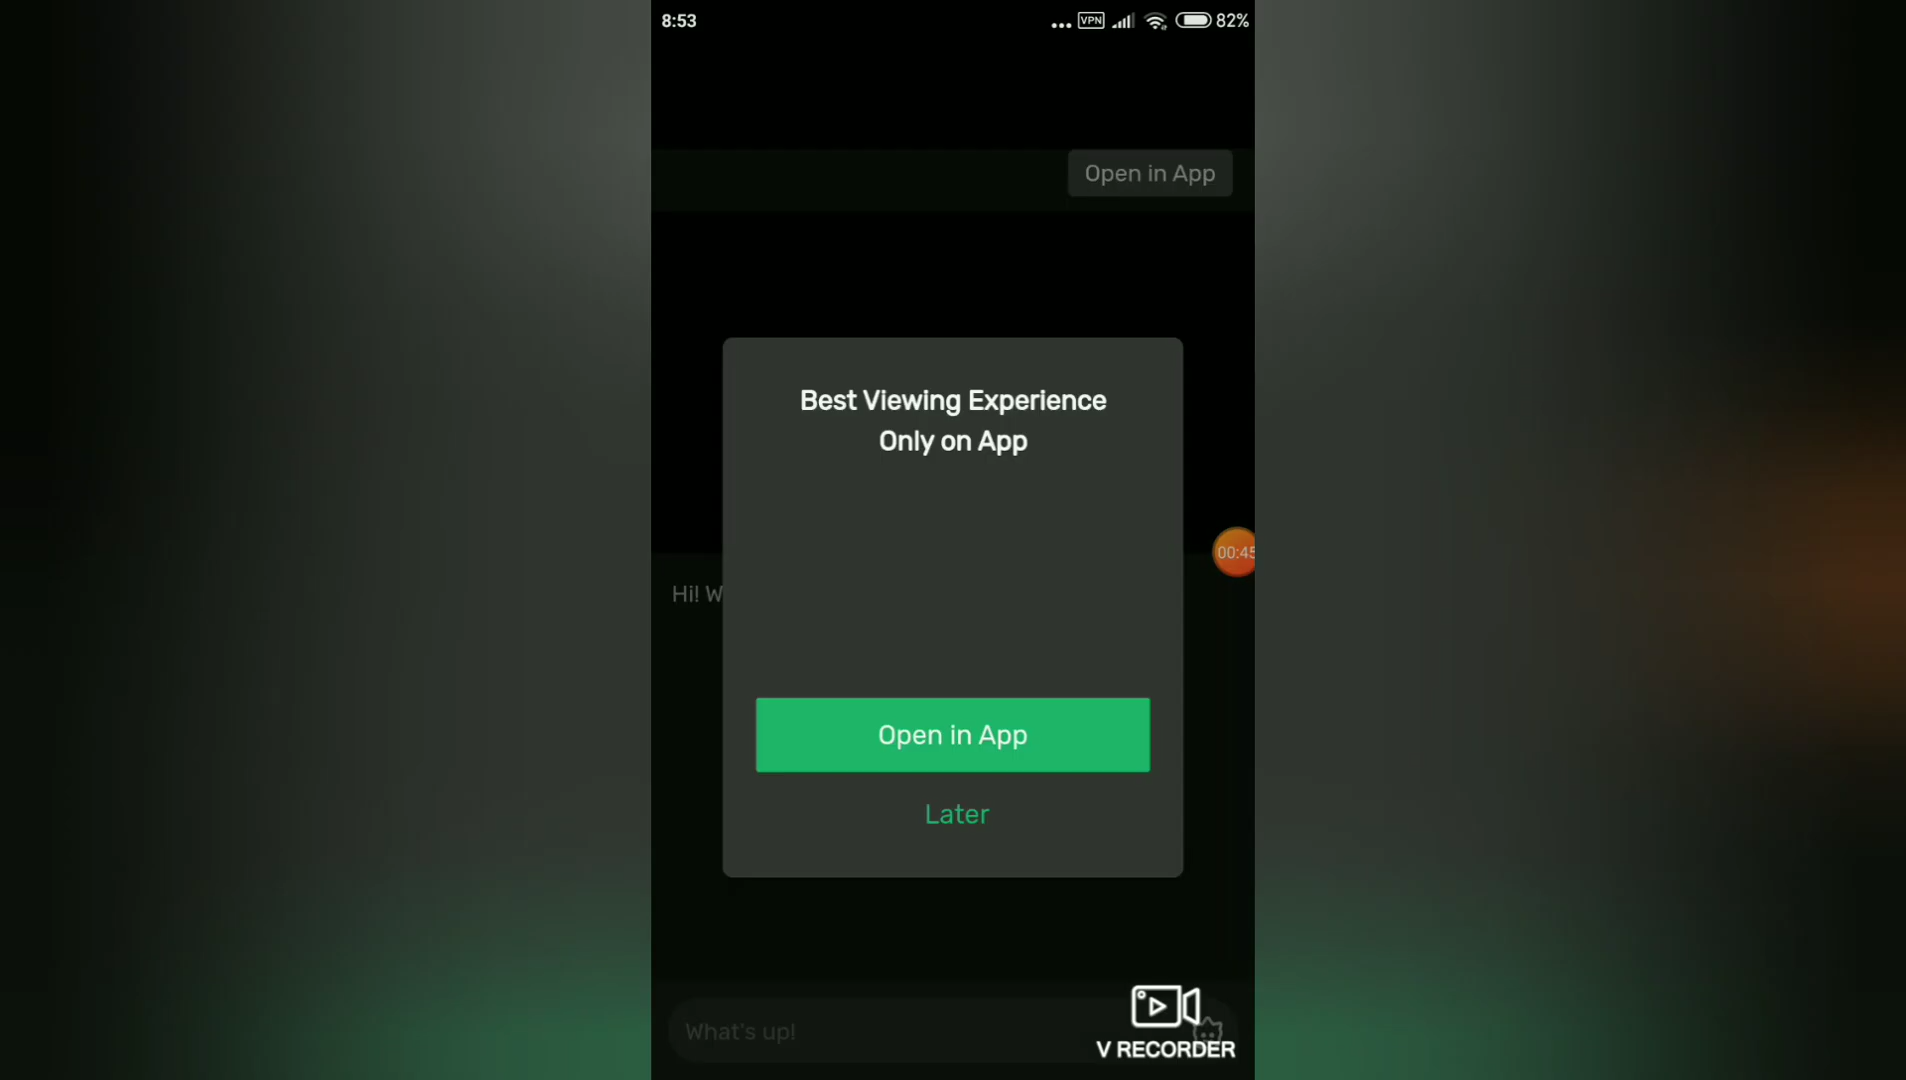 8:53
VPN
82%
Open in App
Best Viewing Experience
Only on App
00:45
Hi! W
Open in App
Later
What's up!
V RECORDER